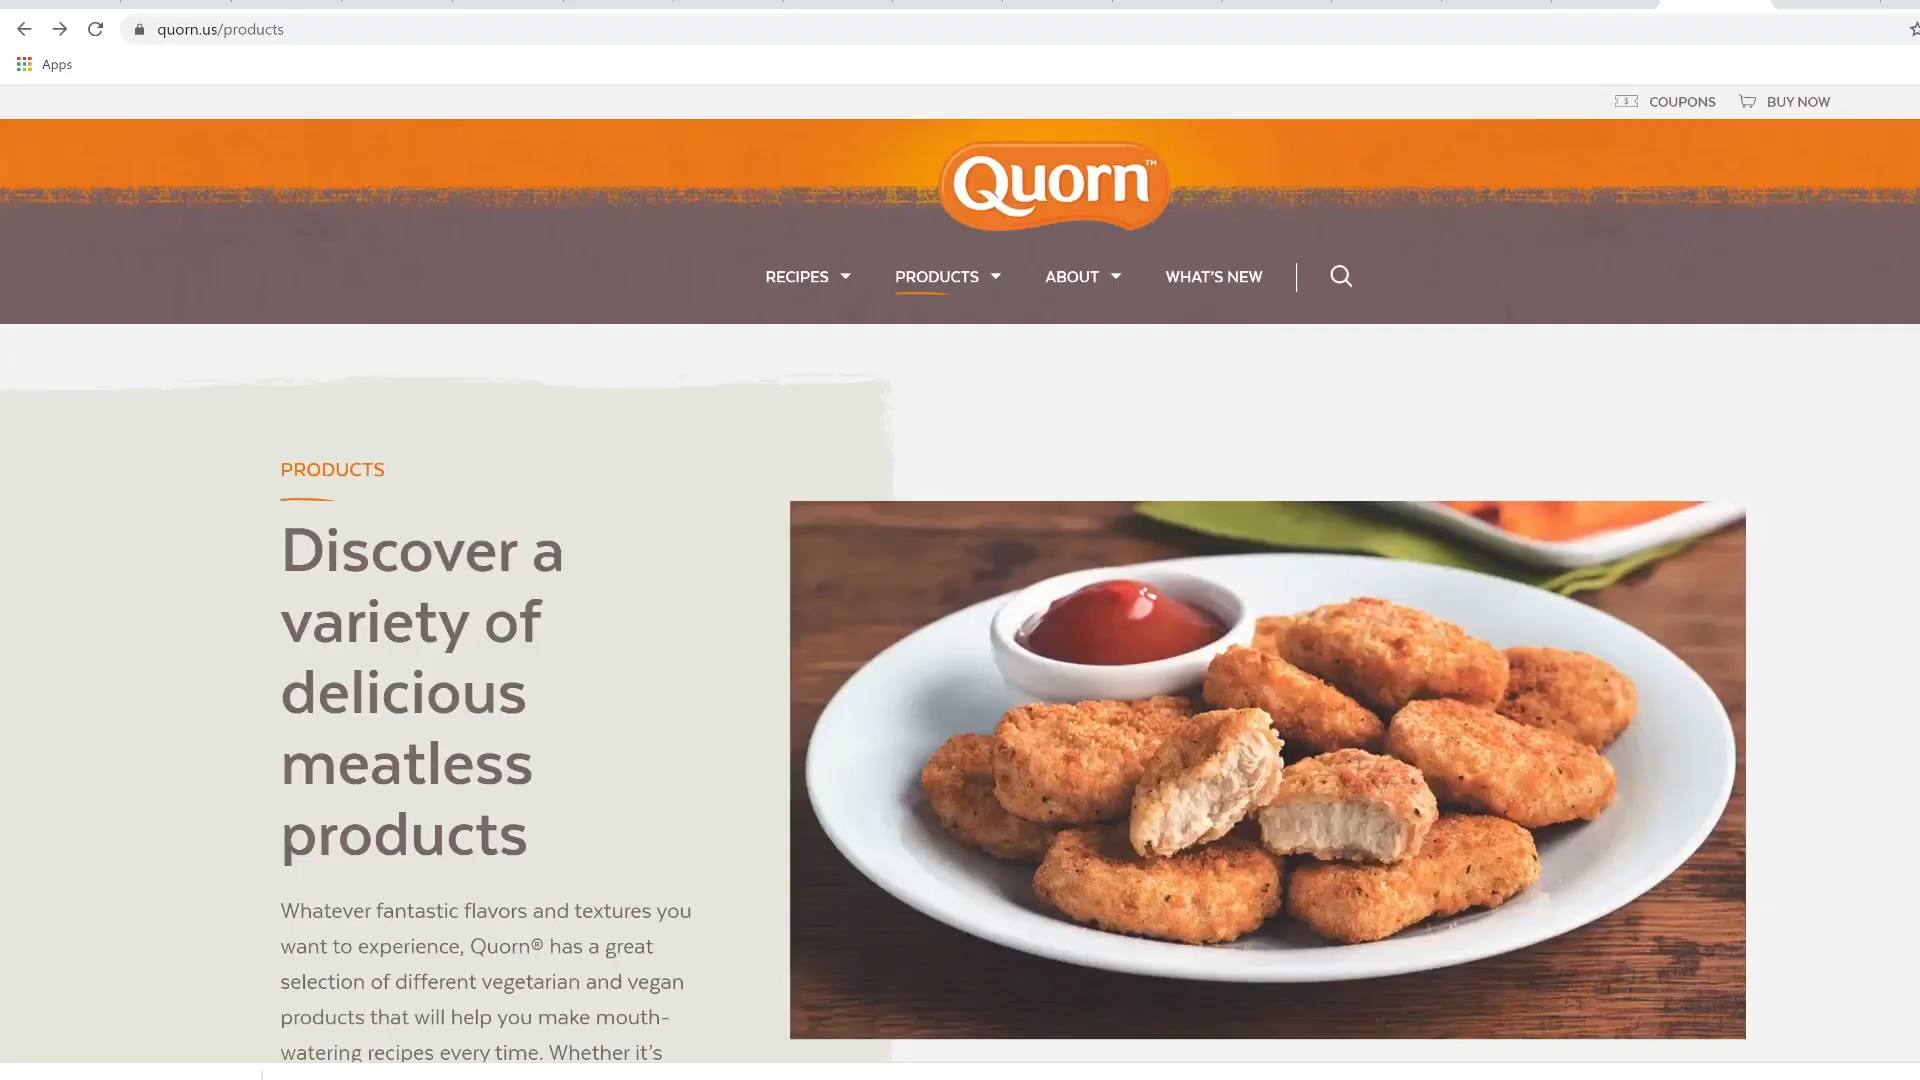 quorn.us/products
Apps
COUPONS BUY NOW
Quorn™
RECIPES PRODUCTS ABOUT WHAT'S NEW
PRODUCTS
Discover a
variety of
delicious
meatless
products
Whatever fantastic flavors and textures you
want to experience, Quorn® has a great
selection of different vegetarian and vegan
products that will help you make mouth-
watering recipes every time. Whether it's